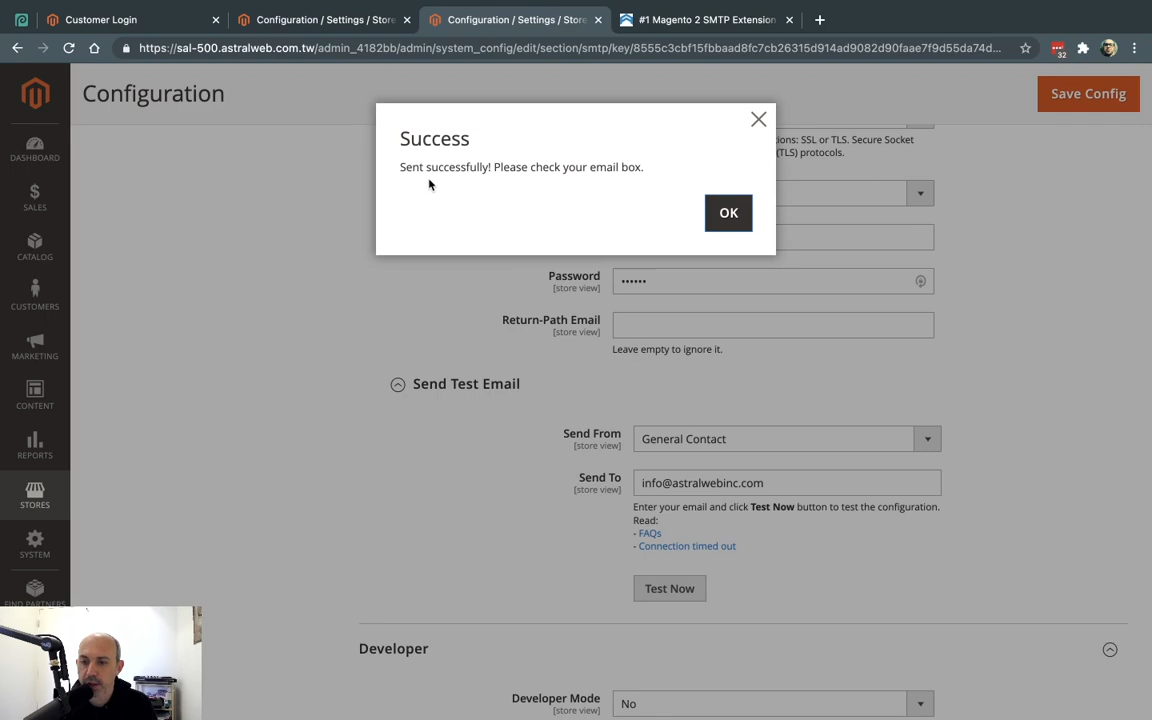 Customer Login
Configuration / Settings / Store
Configuration / Settings / Store
#1 Magento 2 SMTP Extension
https://sal-500.astralweb.com.tw/admin_4182bb/admin/system_config/edit/section/smtp/key/8555c3cbf15fbbaad8fc7cb26315d914ad9082d90faae7f9d55da74d...
32
Configuration
Save Config
DASHBOARD
SALES
CATALOG
CUSTOMERS
MARKETING
CONTENT
REPORTS
STORES
SYSTEM
FIND PARTNERS
Success
Sent successfully! Please check your email box.
OK
tions: SSL or TLS. Secure Socket
(TLS) protocols.
Password
[store view]
••••••
Return-Path Email
[store view]
Leave empty to ignore it.
Send Test Email
Send From
[store view]
General Contact
Send To
[store view]
info@astralwebinc.com
Enter your email and click Test Now button to test the configuration.
Read:
- FAQs
- Connection timed out
Test Now
Developer
Developer Mode
[store view]
No